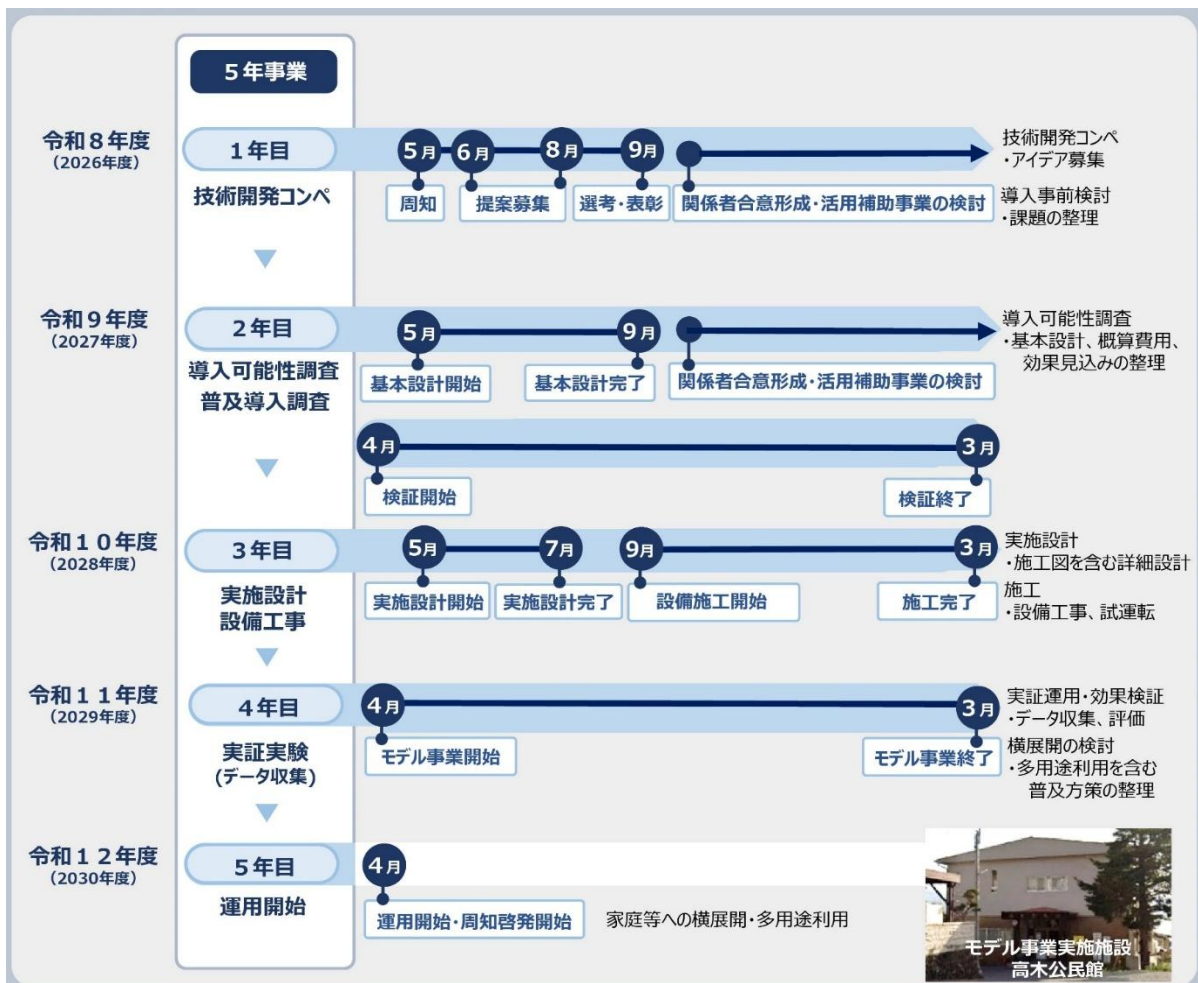 5年事業
令和8年度
(2026年度)
1年目
技術開発コンペ
5月
6月
8月
9月
周知
提案募集
選考・表彰
関係者合意形成・活用補助事業の検討
技術開発コンペ
・アイデア募集
導入事前検討
・課題の整理
令和9年度
(2027年度)
2年目
導入可能性調査
普及導入調査
5月
9月
基本設計開始
基本設計完了
関係者合意形成・活用補助事業の検討
導入可能性調査
・基本設計、概算費用、
効果見込みの整理
4月
3月
検証開始
検証終了
令和10年度
(2028年度)
3年目
実施設計
設備工事
5月
7月
9月
3月
実施設計開始
実施設計完了
設備施工開始
施工完了
実施設計
・施工図を含む詳細設計
施工
・設備工事、試運転
令和11年度
(2029年度)
4年目
実証実験
(データ収集)
4月
3月
モデル事業開始
モデル事業終了
実証運用・効果検証
・データ収集、評価
横展開の検討
・多用途利用を含む
普及方策の整理
令和12年度
(2030年度)
5年目
運用開始
4月
運用開始・周知啓発開始
家庭等への横展開・多用途利用
モデル事業実施施設
高木公民館